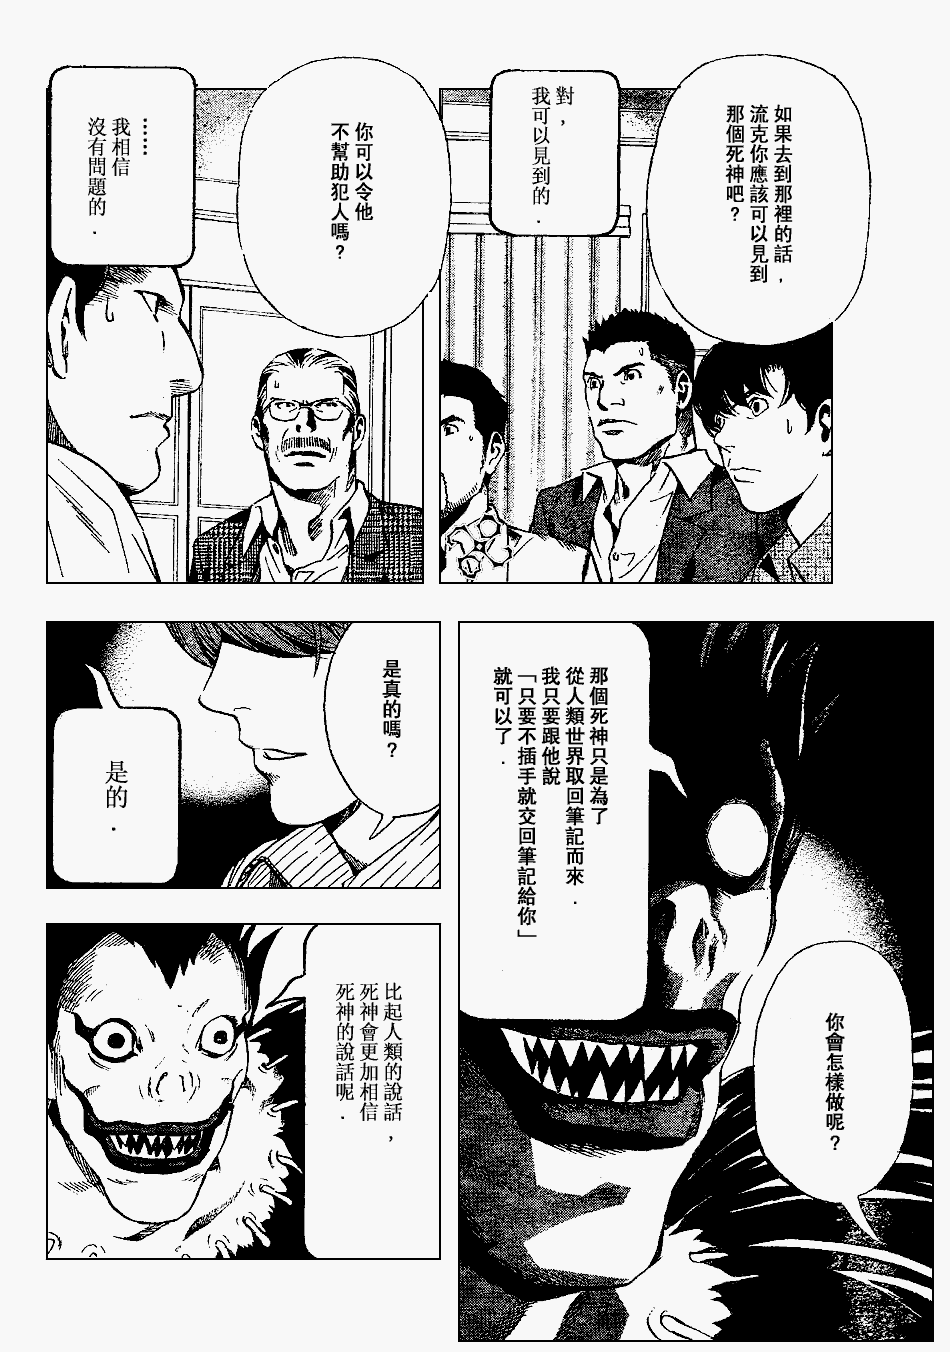 如果去到那裡的話，
流克你應該可以見到
那個死神吧？
對，
我可以見到的．
你可以令他
不幫助犯人嗎？
……
我相信
沒有問題的．
那個死神只是為了
從人類世界取回筆記而來．
我只要跟他說
「只要不插手就交回筆記給你」
就可以了．
你會怎樣做呢？
是真的嗎？
是的．
比起人類的說話，
死神會更加相信
死神的說話呢．